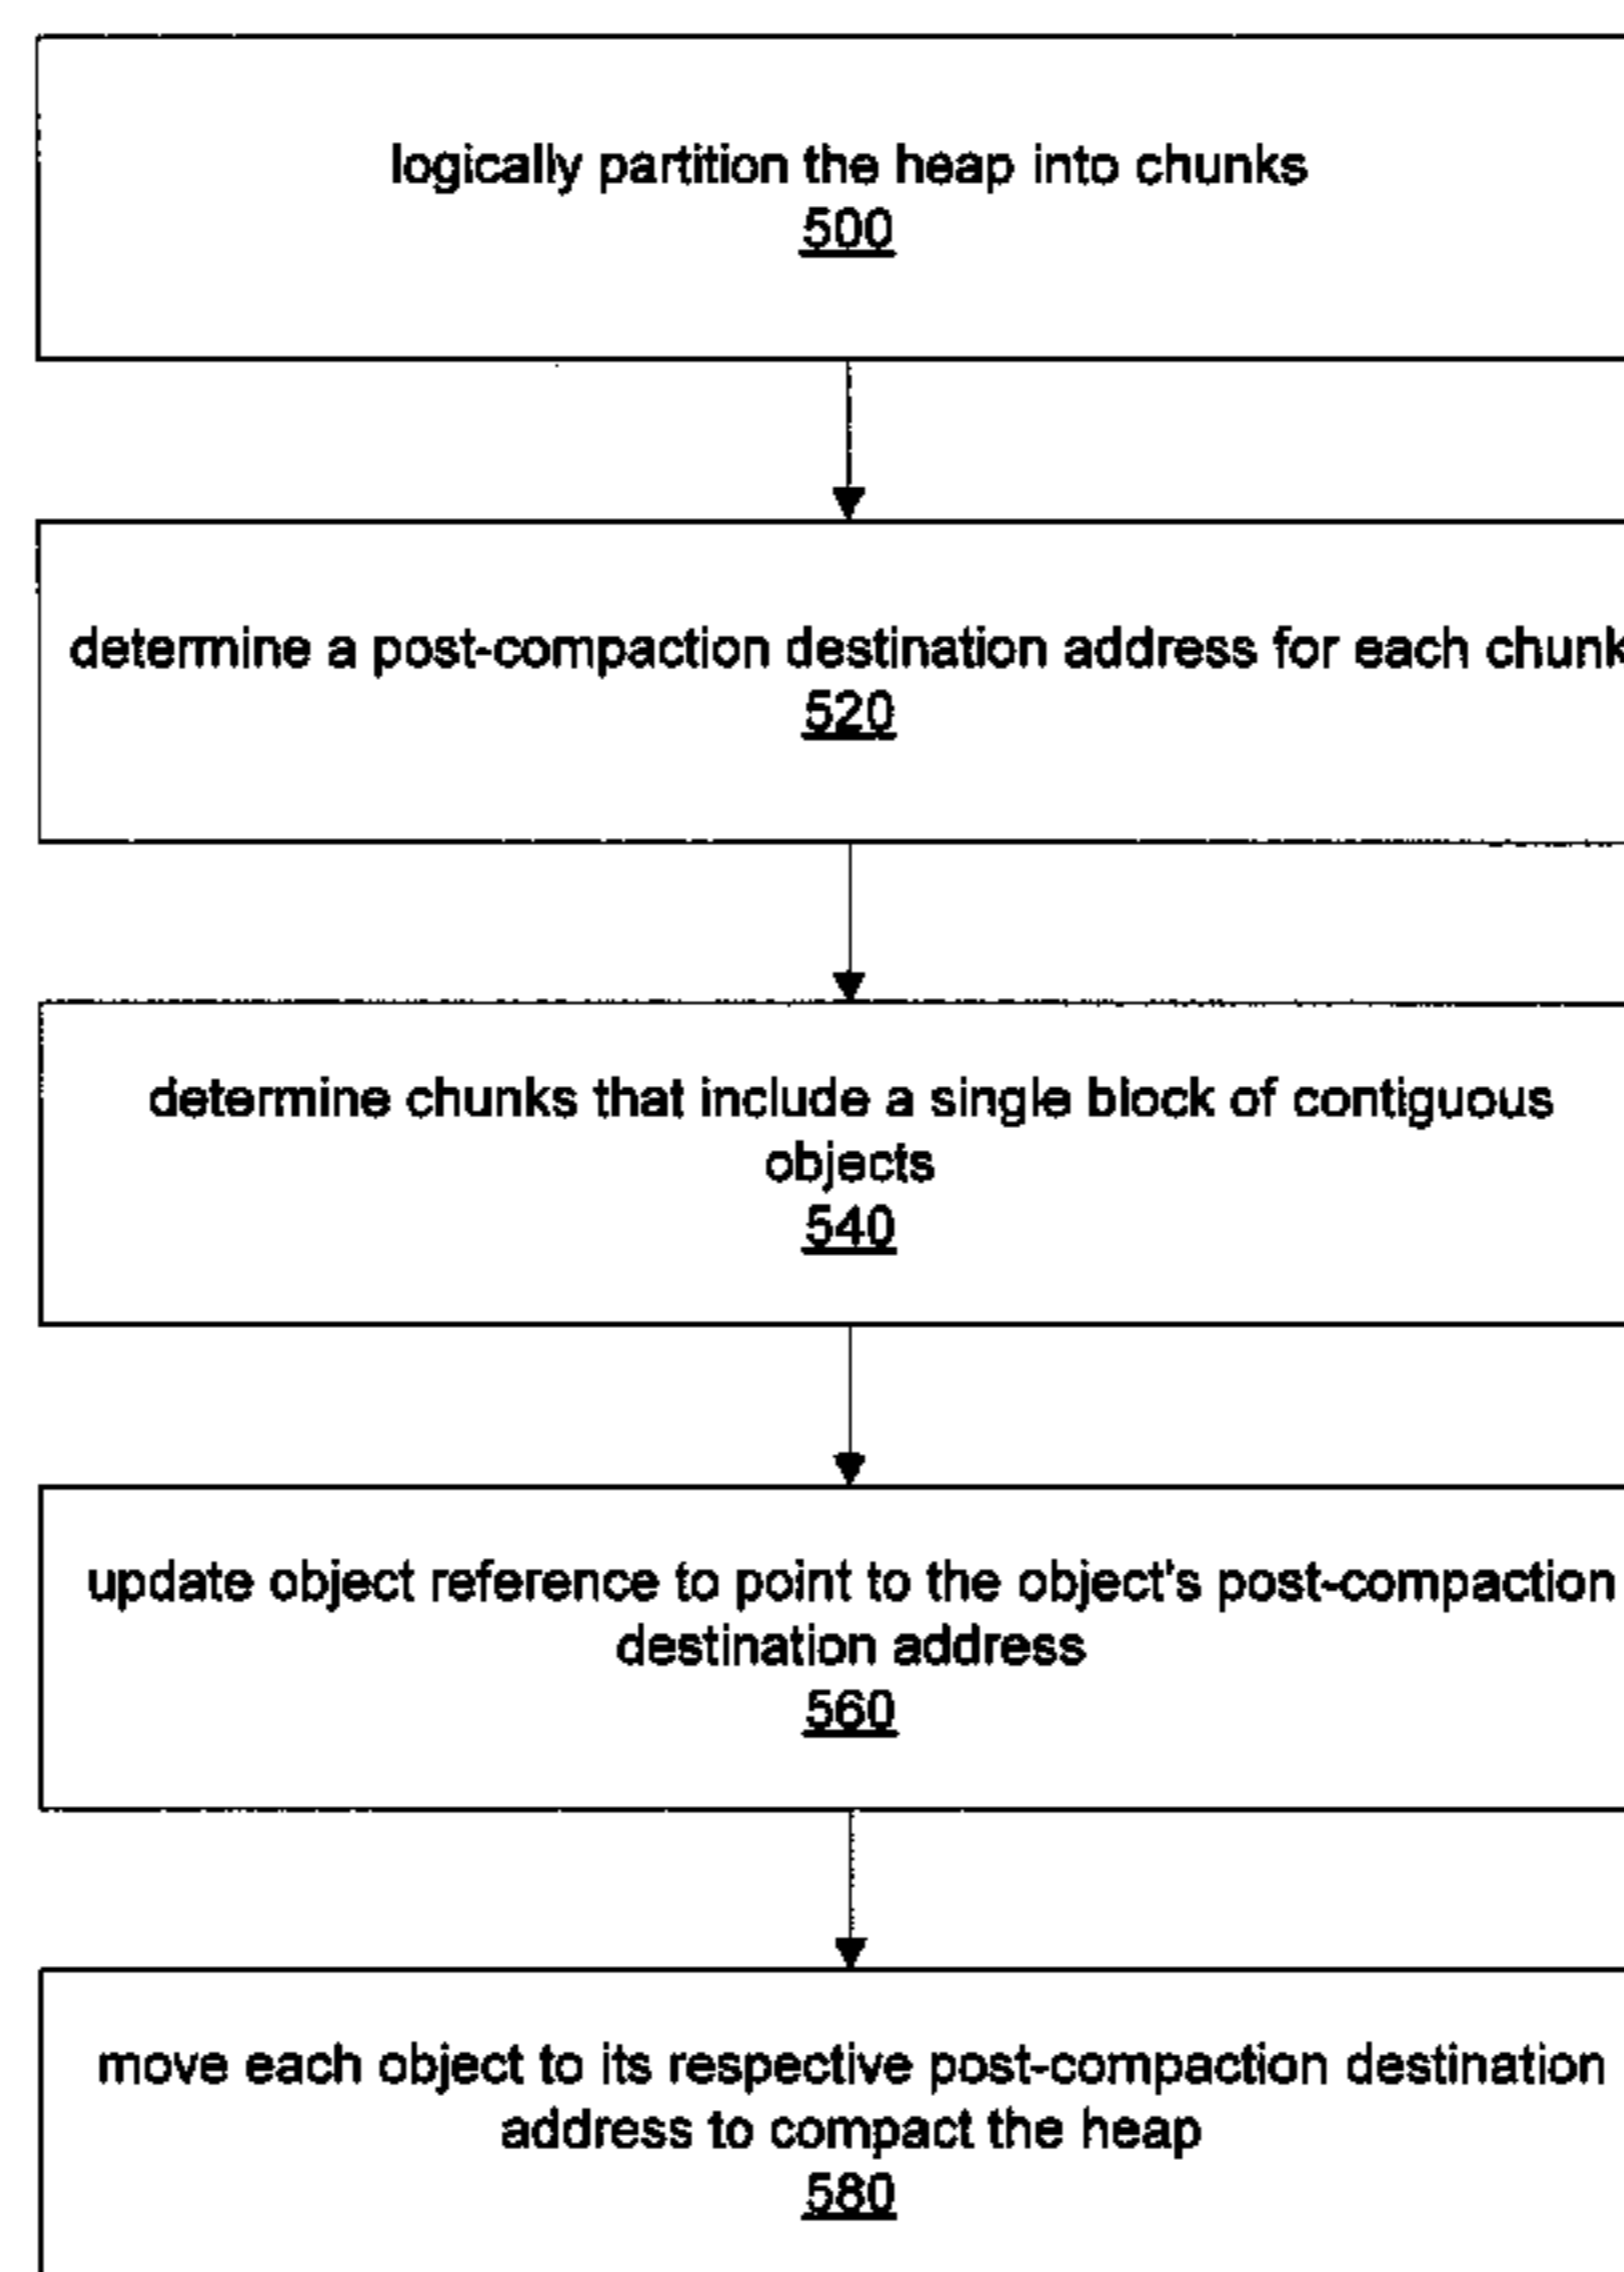 logically partition the heap into chunks
500
determine a post-compaction destination address for each chunk
520
determine chunks that include a single block of contiguous
objects
540
update object reference to point to the object's post-compaction
destination address
560
move each object to its respective post-compaction destination
address to compact the heap
580